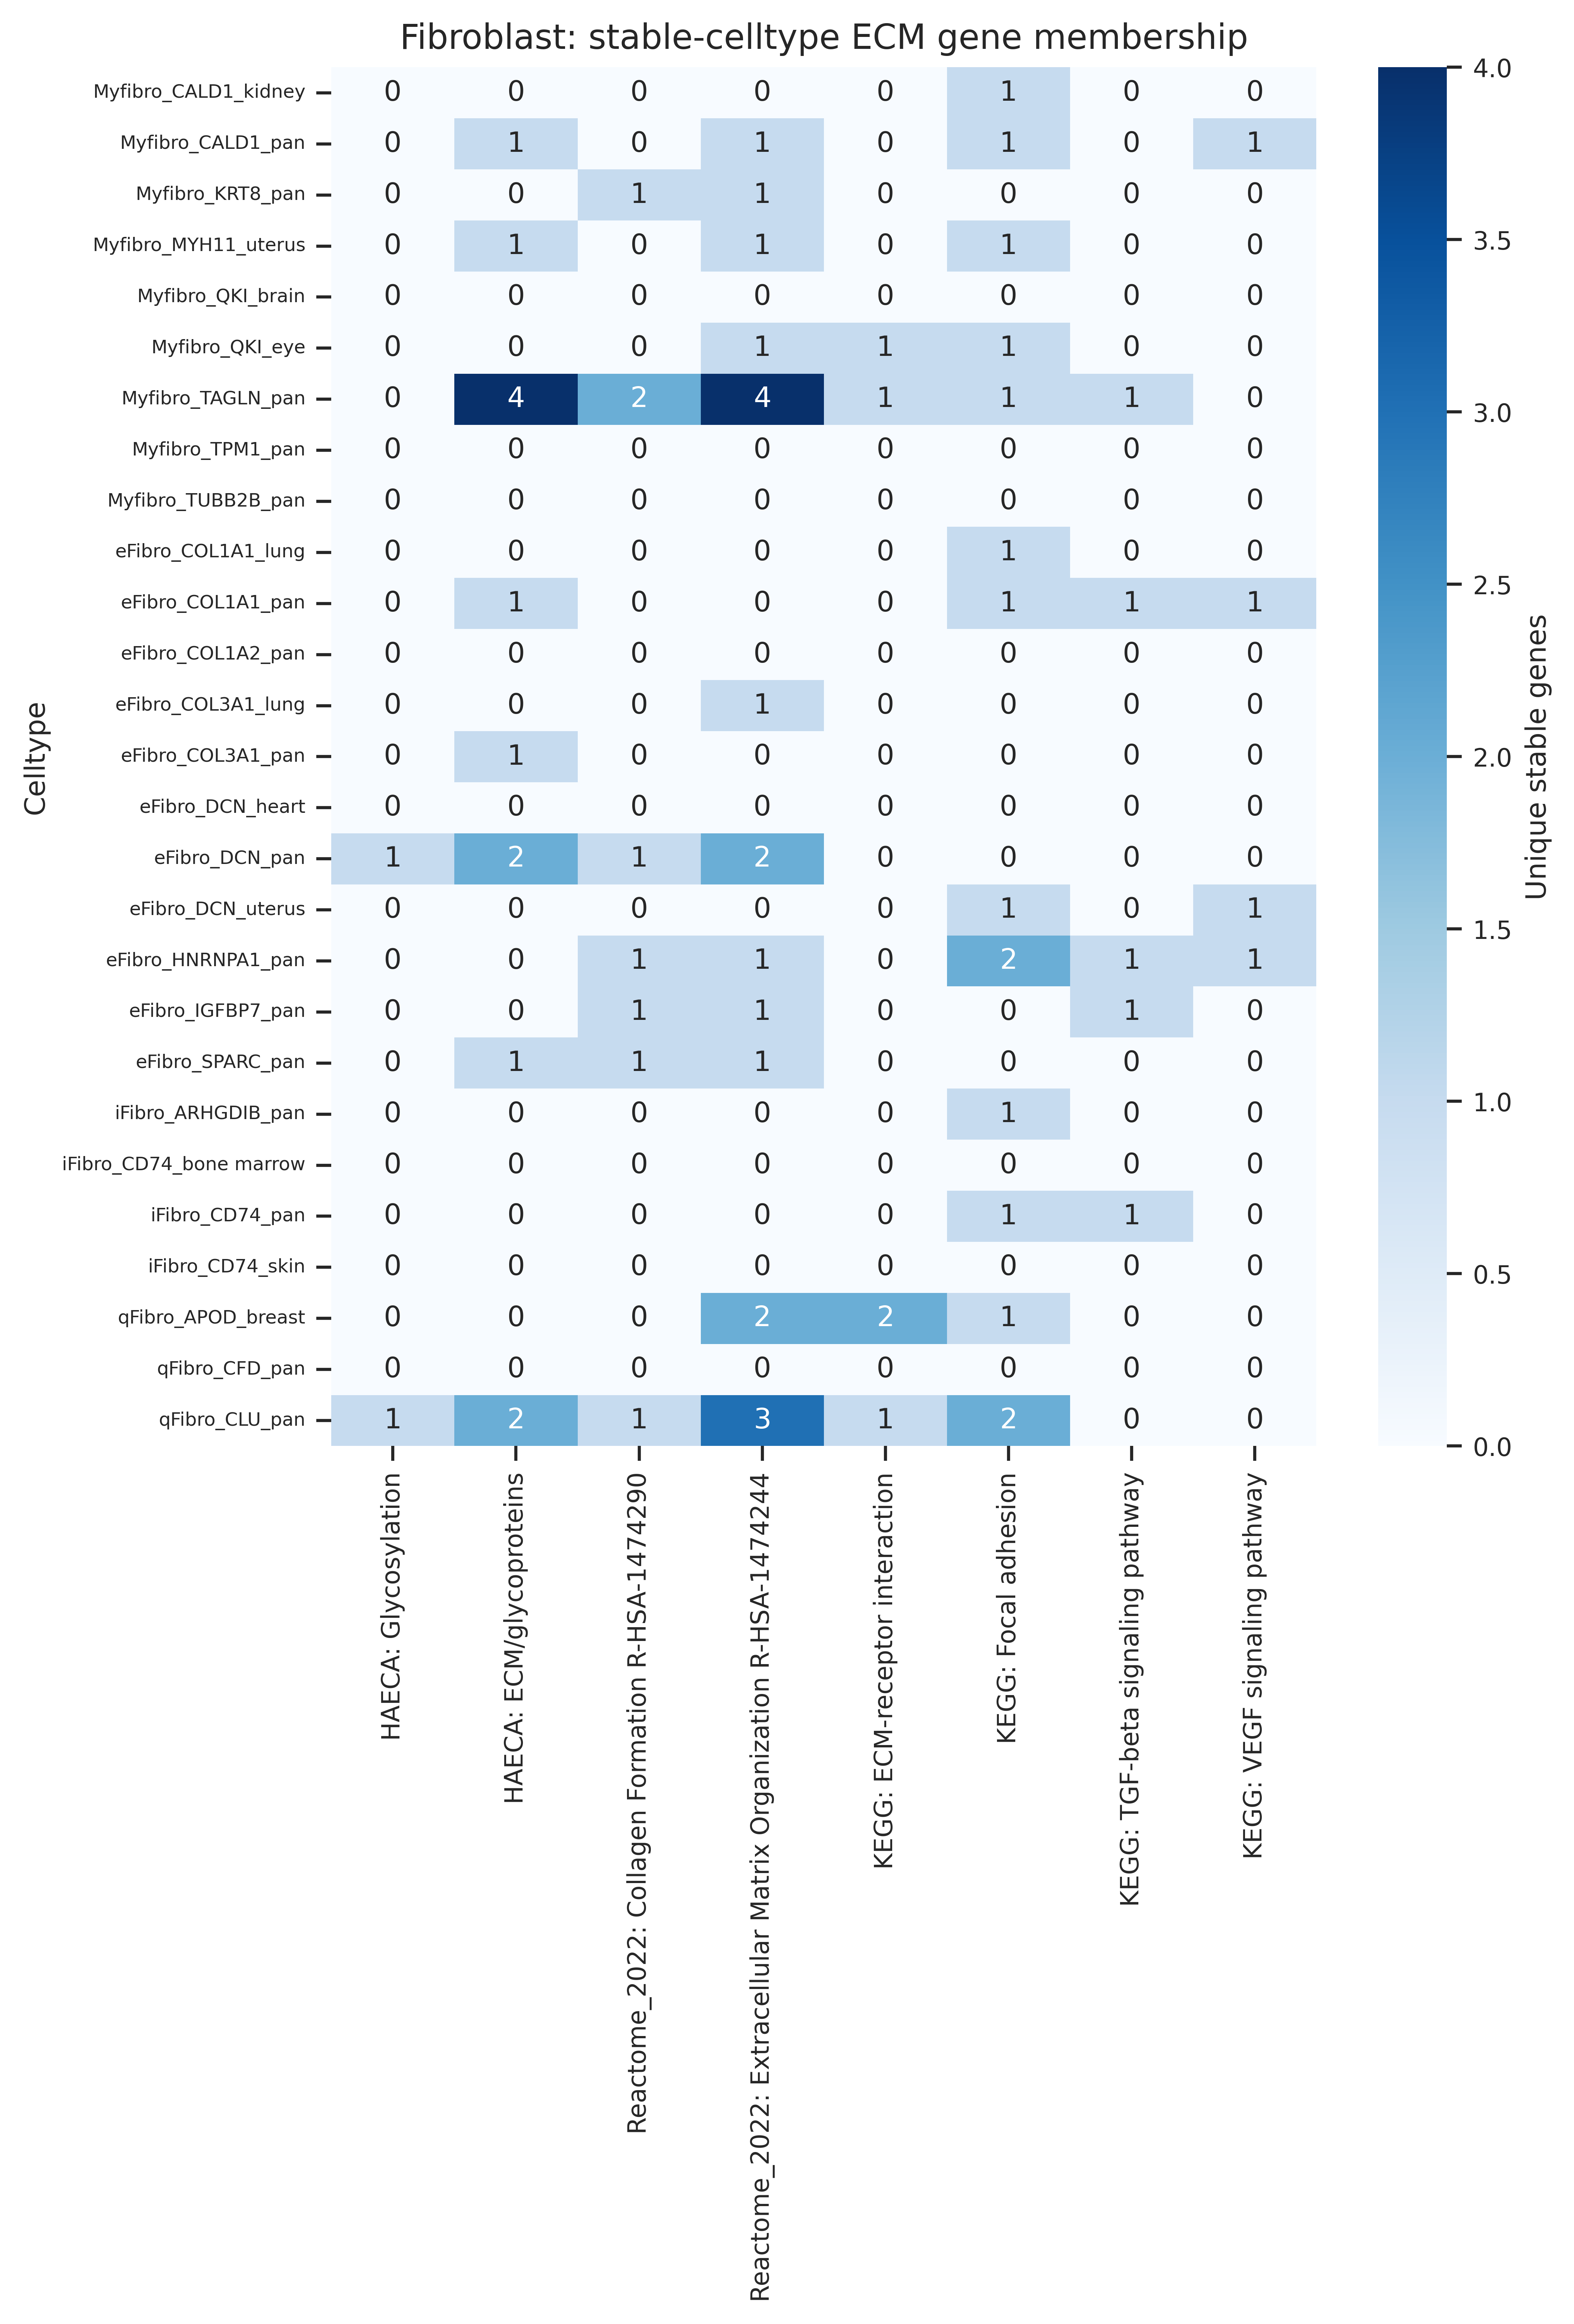 Fibroblast: stable-celltype ECM gene membership
Celltype
Myfibro_CALD1_kidney 0 0 0 0 0 1 0 0
Myfibro_CALD1_pan 0 1 0 1 0 1 0 1
Myfibro_KRT8_pan 0 0 1 1 0 0 0 0
Myfibro_MYH11_uterus 0 1 0 1 0 1 0 0
Myfibro_QKI_brain 0 0 0 0 0 0 0 0
Myfibro_QKI_eye 0 0 0 1 1 1 0 0
Myfibro_TAGLN_pan 0 4 2 4 1 1 1 0
Myfibro_TPM1_pan 0 0 0 0 0 0 0 0
Myfibro_TUBB2B_pan 0 0 0 0 0 0 0 0
eFibro_COL1A1_lung 0 0 0 0 0 1 0 0
eFibro_COL1A1_pan 0 1 0 0 0 1 1 1
eFibro_COL1A2_pan 0 0 0 0 0 0 0 0
eFibro_COL3A1_lung 0 0 0 1 0 0 0 0
eFibro_COL3A1_pan 0 1 0 0 0 0 0 0
eFibro_DCN_heart 0 0 0 0 0 0 0 0
eFibro_DCN_pan 1 2 1 2 0 0 0 0
eFibro_DCN_uterus 0 0 0 0 0 1 0 1
eFibro_HNRNPA1_pan 0 0 1 1 0 2 1 1
eFibro_IGFBP7_pan 0 0 1 1 0 0 1 0
eFibro_SPARC_pan 0 1 1 1 0 0 0 0
iFibro_ARHGDIB_pan 0 0 0 0 0 1 0 0
iFibro_CD74_bone marrow 0 0 0 0 0 0 0 0
iFibro_CD74_pan 0 0 0 0 0 1 1 0
iFibro_CD74_skin 0 0 0 0 0 0 0 0
qFibro_APOD_breast 0 0 0 2 2 1 0 0
qFibro_CFD_pan 0 0 0 0 0 0 0 0
qFibro_CLU_pan 1 2 1 3 1 2 0 0
HAECA: Glycosylation
HAECA: ECM/glycoproteins
Reactome_2022: Collagen Formation R-HSA-1474290
Reactome_2022: Extracellular Matrix Organization R-HSA-1474244
KEGG: ECM-receptor interaction
KEGG: Focal adhesion
KEGG: TGF-beta signaling pathway
KEGG: VEGF signaling pathway
4.0
3.5
3.0
2.5
2.0
1.5
1.0
0.5
0.0
Unique stable genes